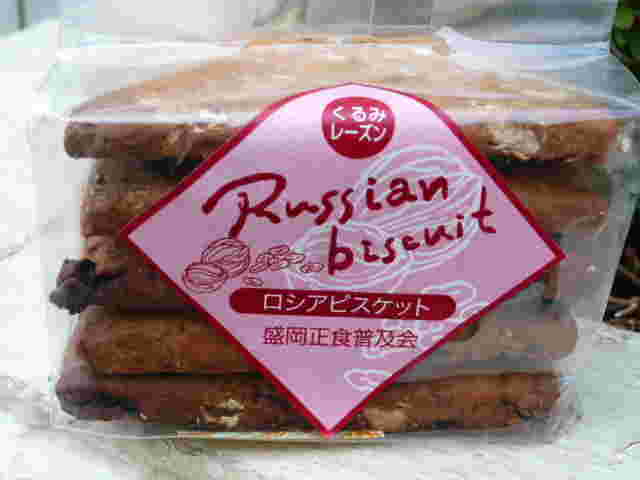 くるみ
レーズン
Russian
biscuit
ロシアビスケット
盛岡正食普及会